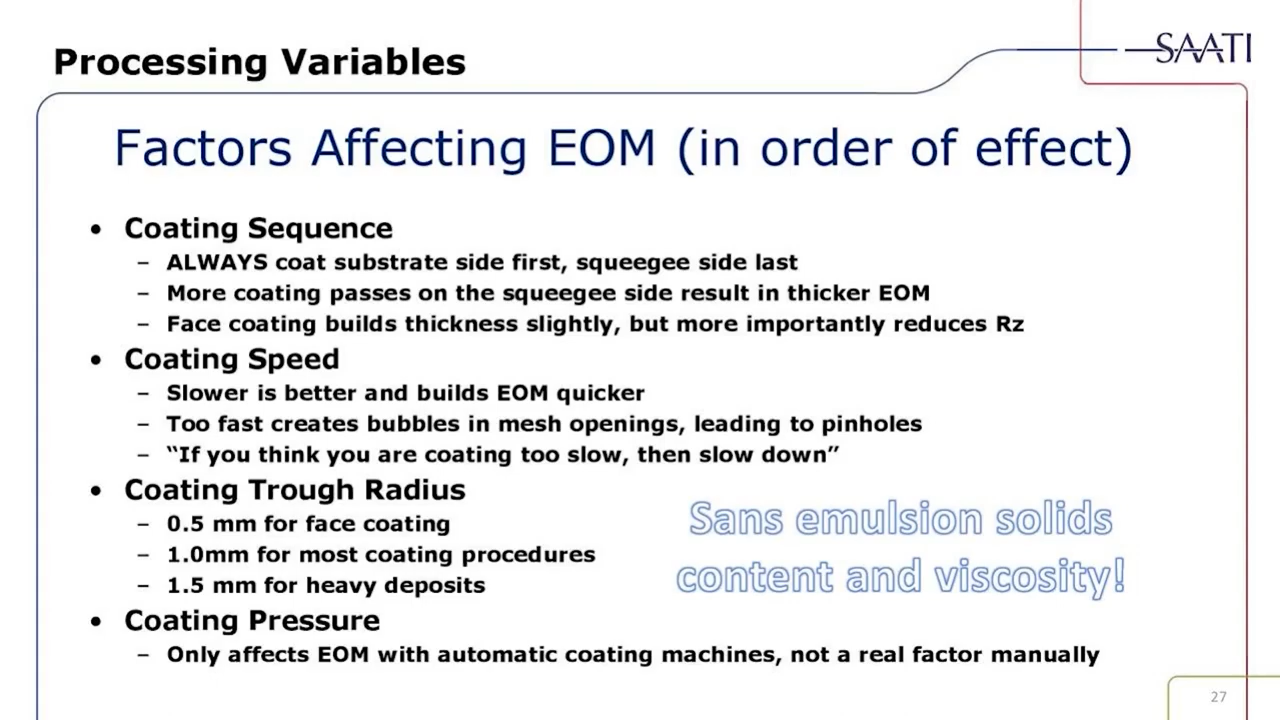 Processing Variables
SAATI
Factors Affecting EOM (in order of effect)
• Coating Sequence
– ALWAYS coat substrate side first, squeegee side last
– More coating passes on the squeegee side result in thicker EOM
– Face coating builds thickness slightly, but more importantly reduces Rz
• Coating Speed
– Slower is better and builds EOM quicker
– Too fast creates bubbles in mesh openings, leading to pinholes
– “If you think you are coating too slow, then slow down”
• Coating Trough Radius
– 0.5 mm for face coating
– 1.0mm for most coating procedures
– 1.5 mm for heavy deposits
Sans emulsion solids
content and viscosity!
• Coating Pressure
– Only affects EOM with automatic coating machines, not a real factor manually
27